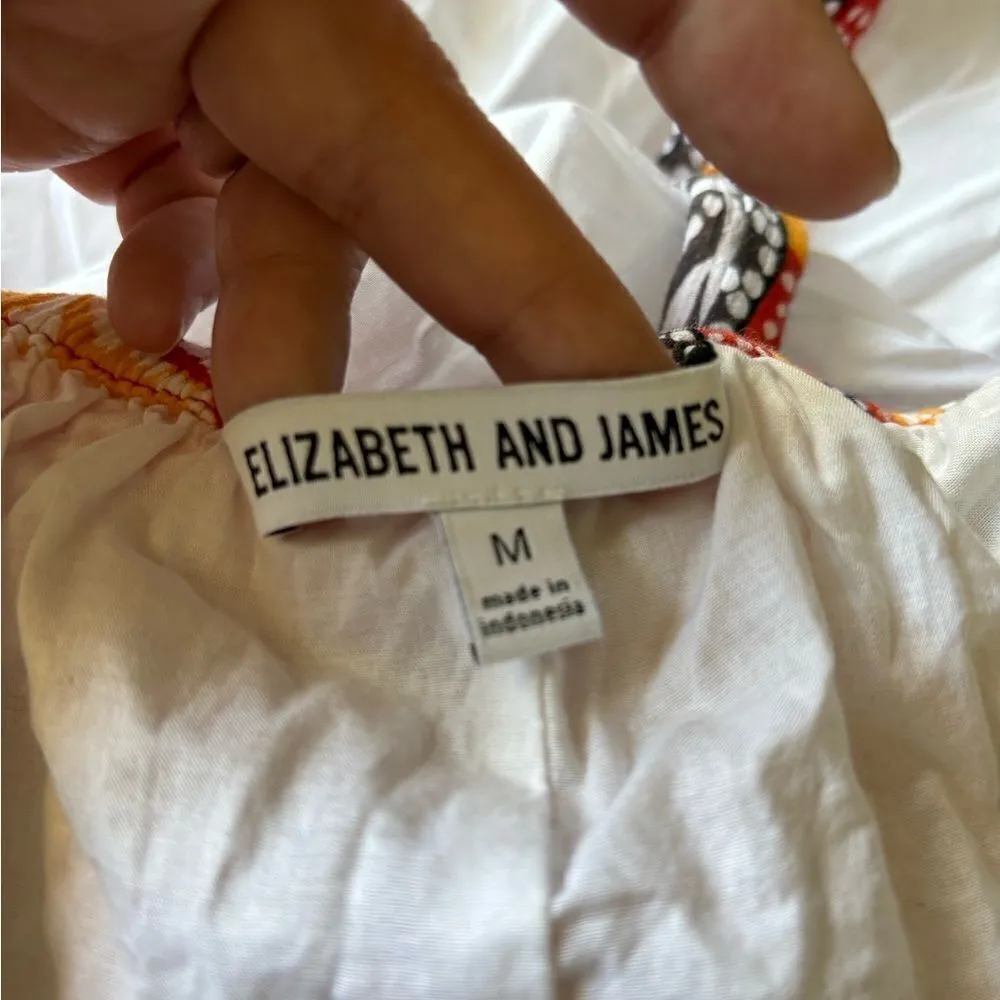 ELIZABETH AND JAMES
M
made in
indonesia